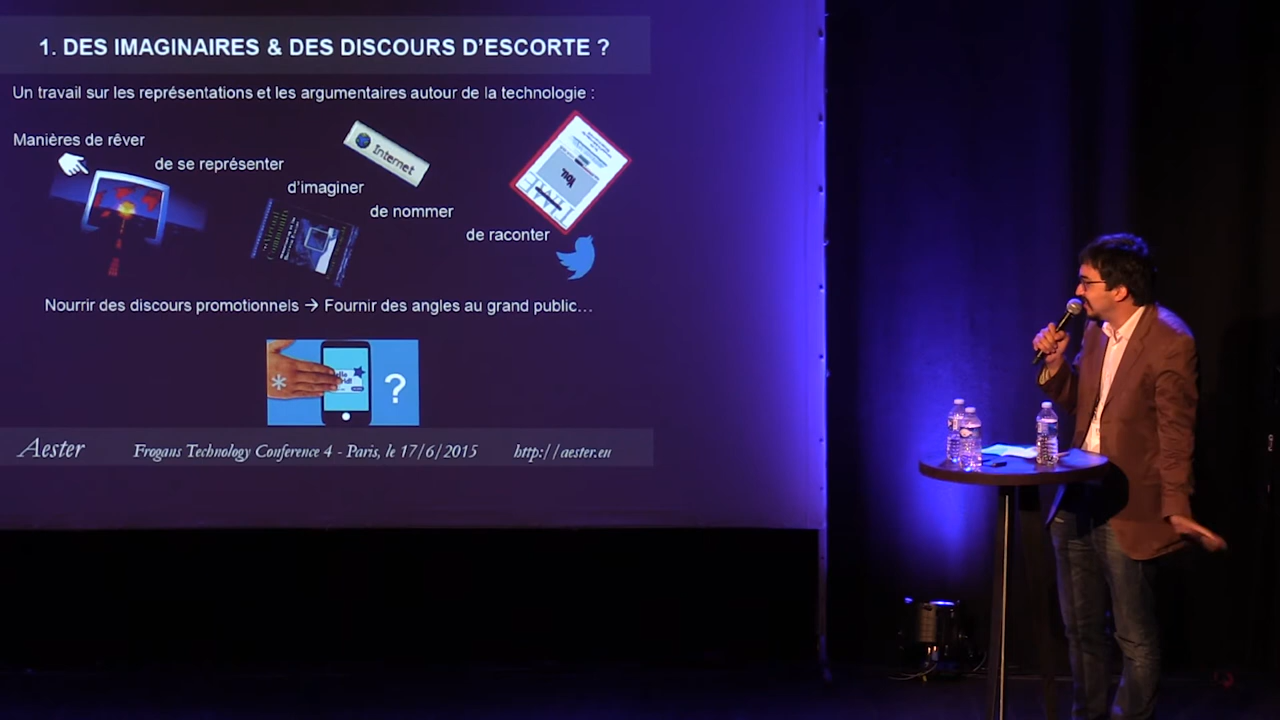 1. DES IMAGINAIRES & DES DISCOURS D'ESCORTE ?
Un travail sur les représentations et les argumentaires autour de la technologie :
Manières de rêver
de se représenter
d'imaginer
de nommer
de raconter
Internet
You.
Nourrir des discours promotionnels → Fournir des angles au grand public…
*
?
Aester
Frogans Technology Conference 4 - Paris, le 17/6/2015
http://aester.eu